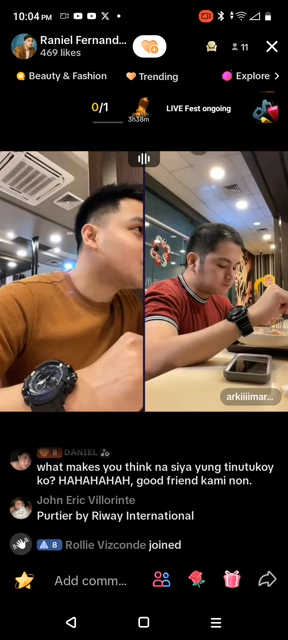 10:04 PM
Raniel Fernand...
469 likes
11
Beauty & Fashion
Trending
Explore >
0/1
3h38m
LIVE Fest ongoing
arkiiimar...
8 DANIEL
what makes you think na siya yung tinutukoy
ko? HAHAHAHAH, good friend kami non.
John Eric Villorinte
Purtier by Riway International
8 Rollie Vizconde joined
Add comm...